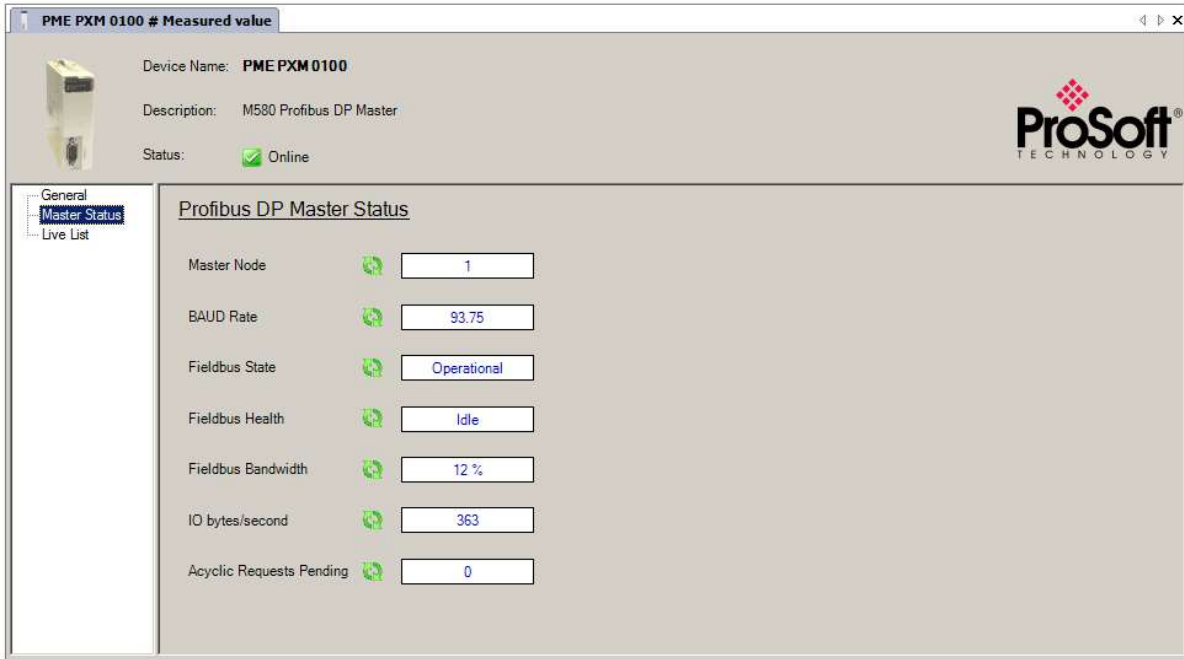 PME PXM 0100 # Measured value
Device Name: PME PXM 0100
Description: M580 Profibus DP Master
Status: Online
ProSoft®
TECHNOLOGY
General
Master Status
Live List
Profibus DP Master Status
Master Node 1
BAUD Rate 93.75
Fieldbus State Operational
Fieldbus Health Idle
Fieldbus Bandwidth 12 %
IO bytes/second 363
Acyclic Requests Pending 0